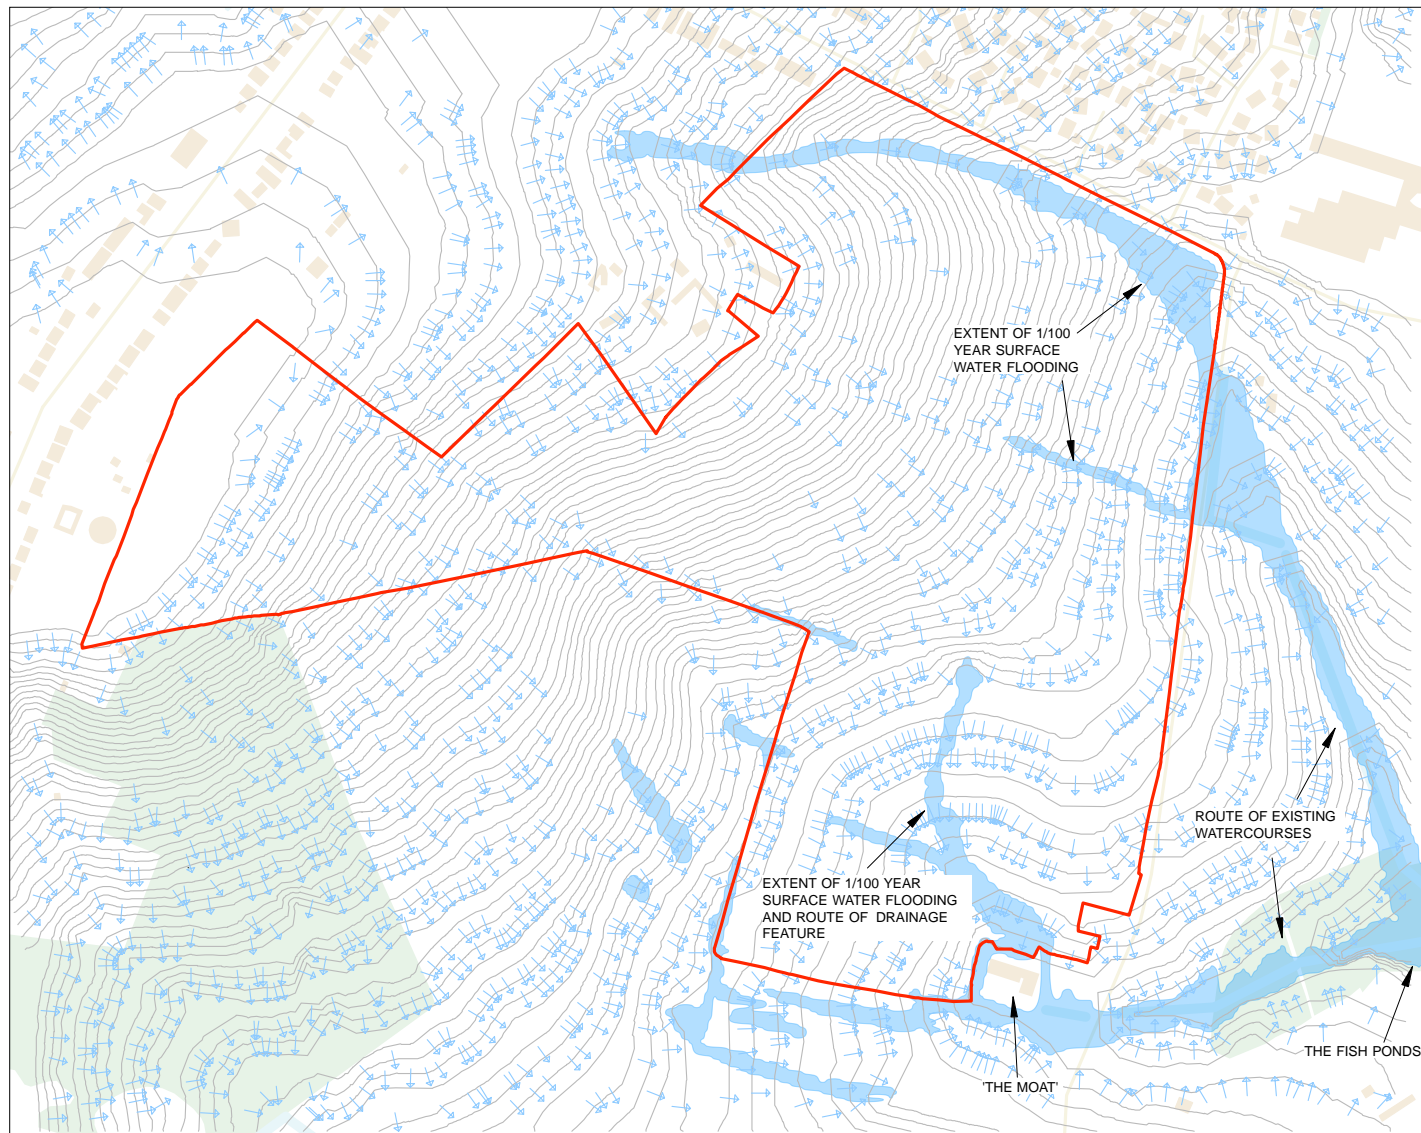 EXTENT OF 1/100
YEAR SURFACE
WATER FLOODING
ROUTE OF EXISTING
WATERCOURSES
EXTENT OF 1/100 YEAR
SURFACE WATER FLOODING
AND ROUTE OF DRAINAGE
FEATURE
THE FISH PONDS
'THE MOAT'